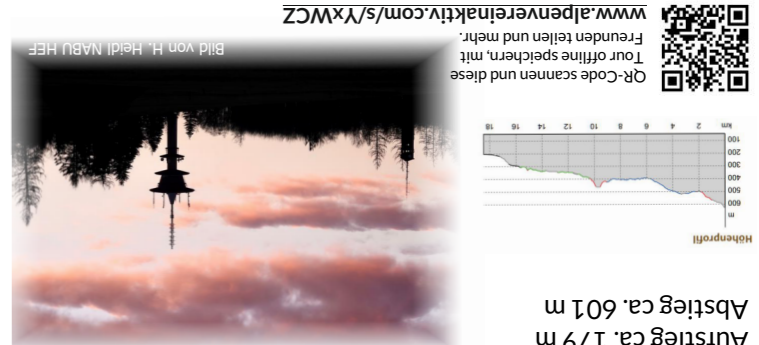 Aufstieg ca. 179 m
Abstieg ca. 601 m
Höhenprofil
m
600
500
400
300
200
100
km 2 4 6 8 10 12 14 16 18
QR-Code scannen und diese
Tour offline speichern, mit
Freunden teilen und mehr.
www.alpenvereinaktiv.com/s/YxWCZ
Bild von H. Heidl NABU HEF